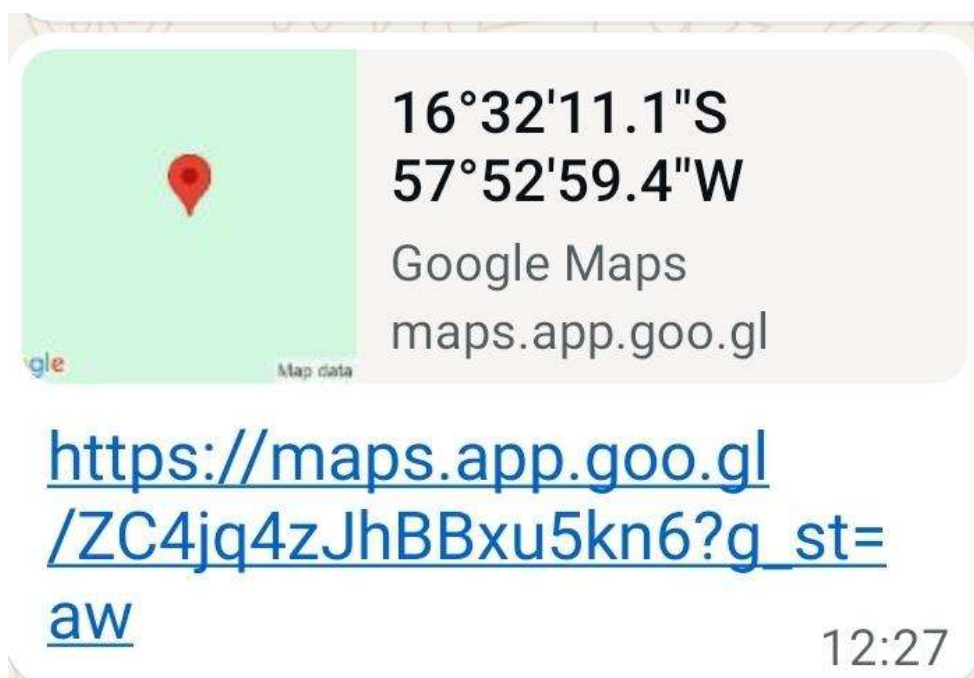 16°32'11.1"S
57°52'59.4"W
Google Maps
maps.app.goo.gl
gle
Map data
https://maps.app.goo.gl
/ZC4jq4zJhBBxu5kn6?g_st=
aw
12:27